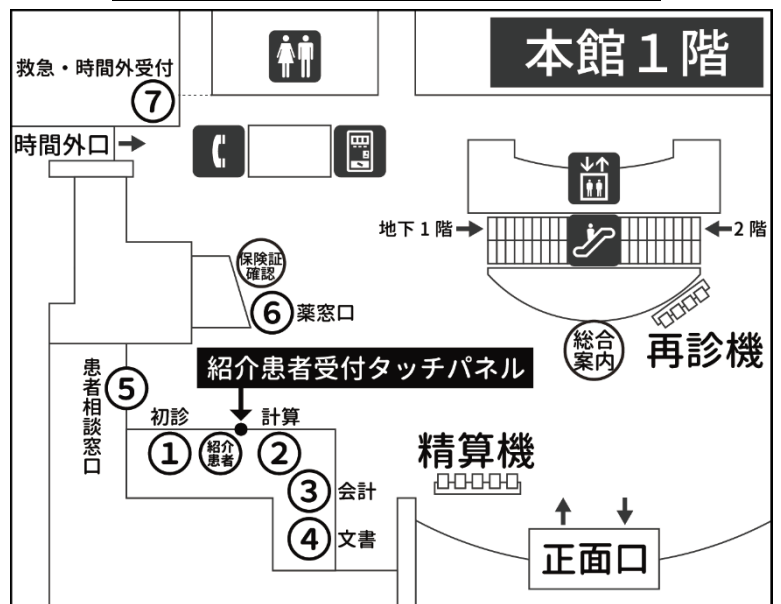 本館1階
救急・時間外受付
⑦
時間外口
地下1階
2階
保険証
確認
⑥
薬窓口
総合
案内
再診機
紹介患者受付タッチパネル
⑤
患者相談窓口
初診
①
紹介
患者
計算
②
③
会計
④
文書
精算機
正面口